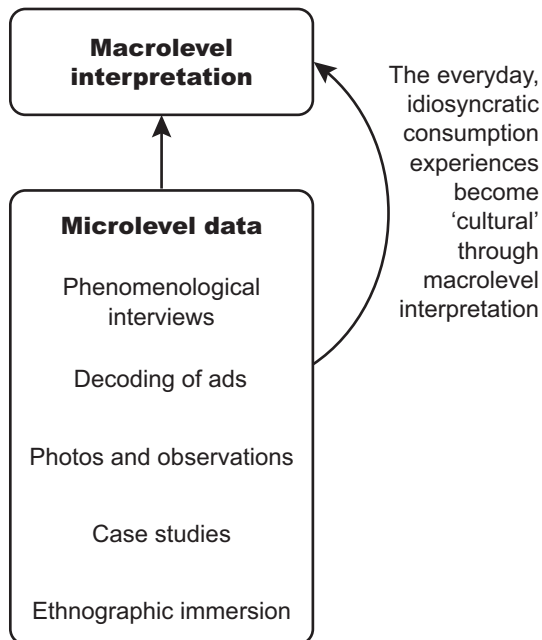 Macrolevel
interpretation
The everyday,
idiosyncratic
consumption
experiences
become
‘cultural’
through
macrolevel
interpretation
Microlevel data
Phenomenological
interviews
Decoding of ads
Photos and observations
Case studies
Ethnographic immersion